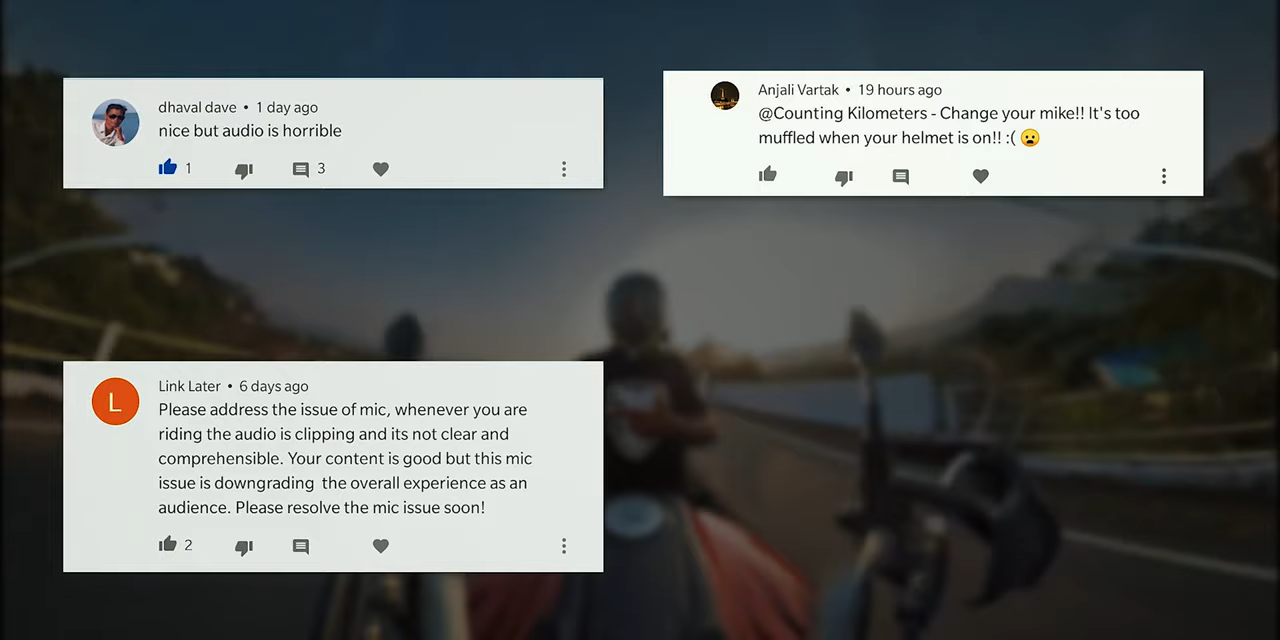 dhaval dave • 1 day ago
nice but audio is horrible
1
3
Anjali Vartak • 19 hours ago
@Counting Kilometers - Change your mike!! It's too
muffled when your helmet is on!! :( 😦
L
Link Later • 6 days ago
Please address the issue of mic, whenever you are
riding the audio is clipping and its not clear and
comprehensible. Your content is good but this mic
issue is downgrading  the overall experience as an
audience. Please resolve the mic issue soon!
2